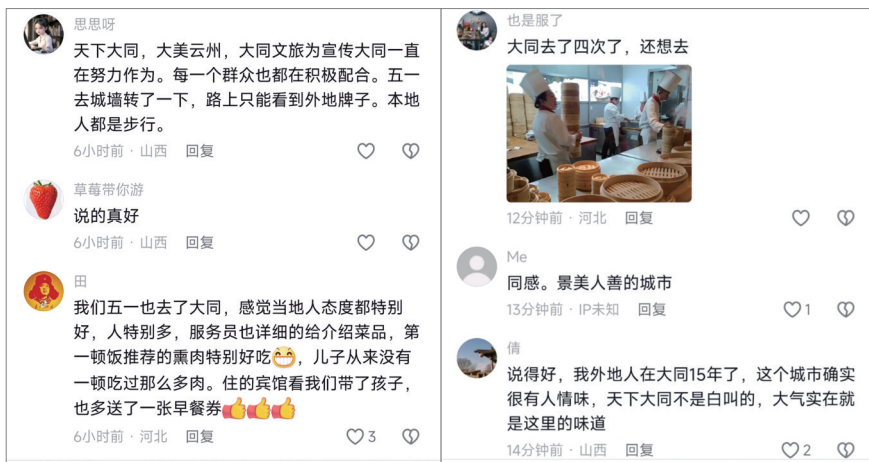 思思呀
天下大同，大美云州，大同文旅为宣传大同一直
在努力作为。每一个群众也都在积极配合。五一
去城墙转了一下，路上只能看到外地牌子。本地
人都是步行。
6小时前 · 山西 回复
草莓带你游
说的真好
6小时前 · 山西 回复
田
我们五一也去了大同，感觉当地人态度都特别
好，人特别多，服务员也详细的给介绍菜品，第
一顿饭推荐的熏肉特别好吃😁，儿子从来没有
一顿吃过那么多肉。住的宾馆看我们带了孩子，
也多送了一张早餐券👍👍👍
6小时前 · 河北 回复 3
也是服了
大同去了四次了，还想去
12分钟前 · 河北 回复
Me
同感。景美人善的城市
13分钟前 · IP未知 回复 1
倩
说得好，我外地人在大同15年了，这个城市确实
很有人情味，天下大同不是白叫的，大气实在就
是这里的味道
14分钟前 · 山西 回复 2